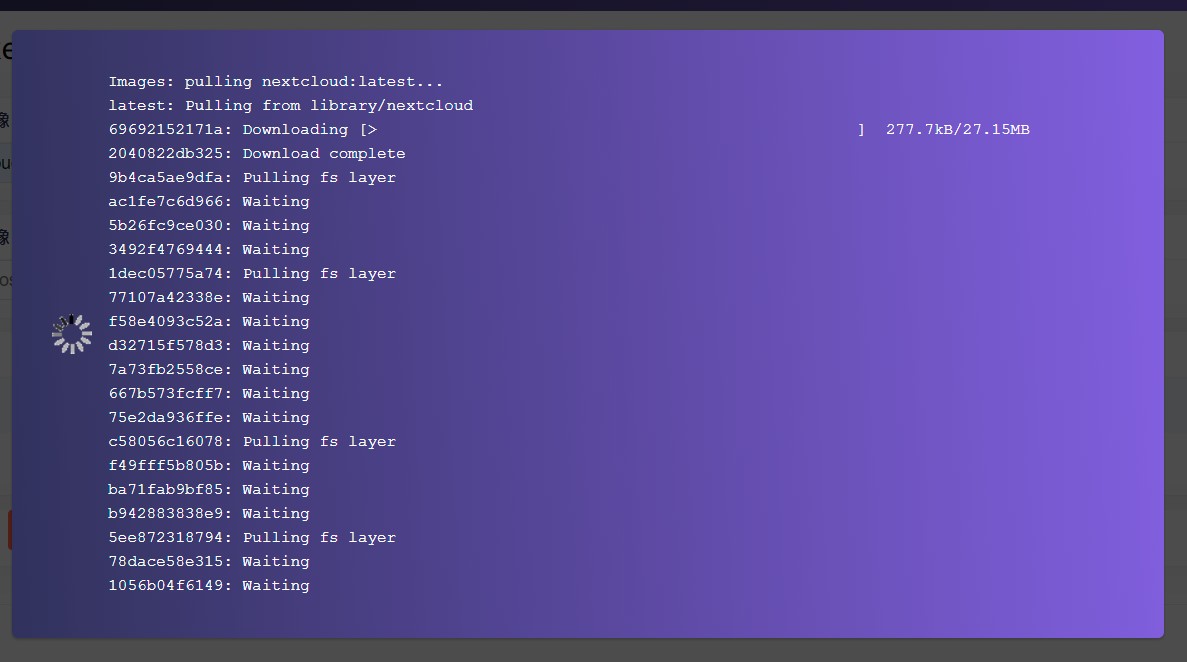 Images: pulling nextcloud:latest...
latest: Pulling from library/nextcloud
69692152171a: Downloading [> ] 277.7kB/27.15MB
2040822db325: Download complete
9b4ca5ae9dfa: Pulling fs layer
ac1fe7c6d966: Waiting
5b26fc9ce030: Waiting
3492f4769444: Waiting
1dec05775a74: Pulling fs layer
77107a42338e: Waiting
f58e4093c52a: Waiting
d32715f578d3: Waiting
7a73fb2558ce: Waiting
667b573fcff7: Waiting
75e2da936ffe: Waiting
c58056c16078: Pulling fs layer
f49fff5b805b: Waiting
ba71fab9bf85: Waiting
b942883838e9: Waiting
5ee872318794: Pulling fs layer
78dace58e315: Waiting
1056b04f6149: Waiting